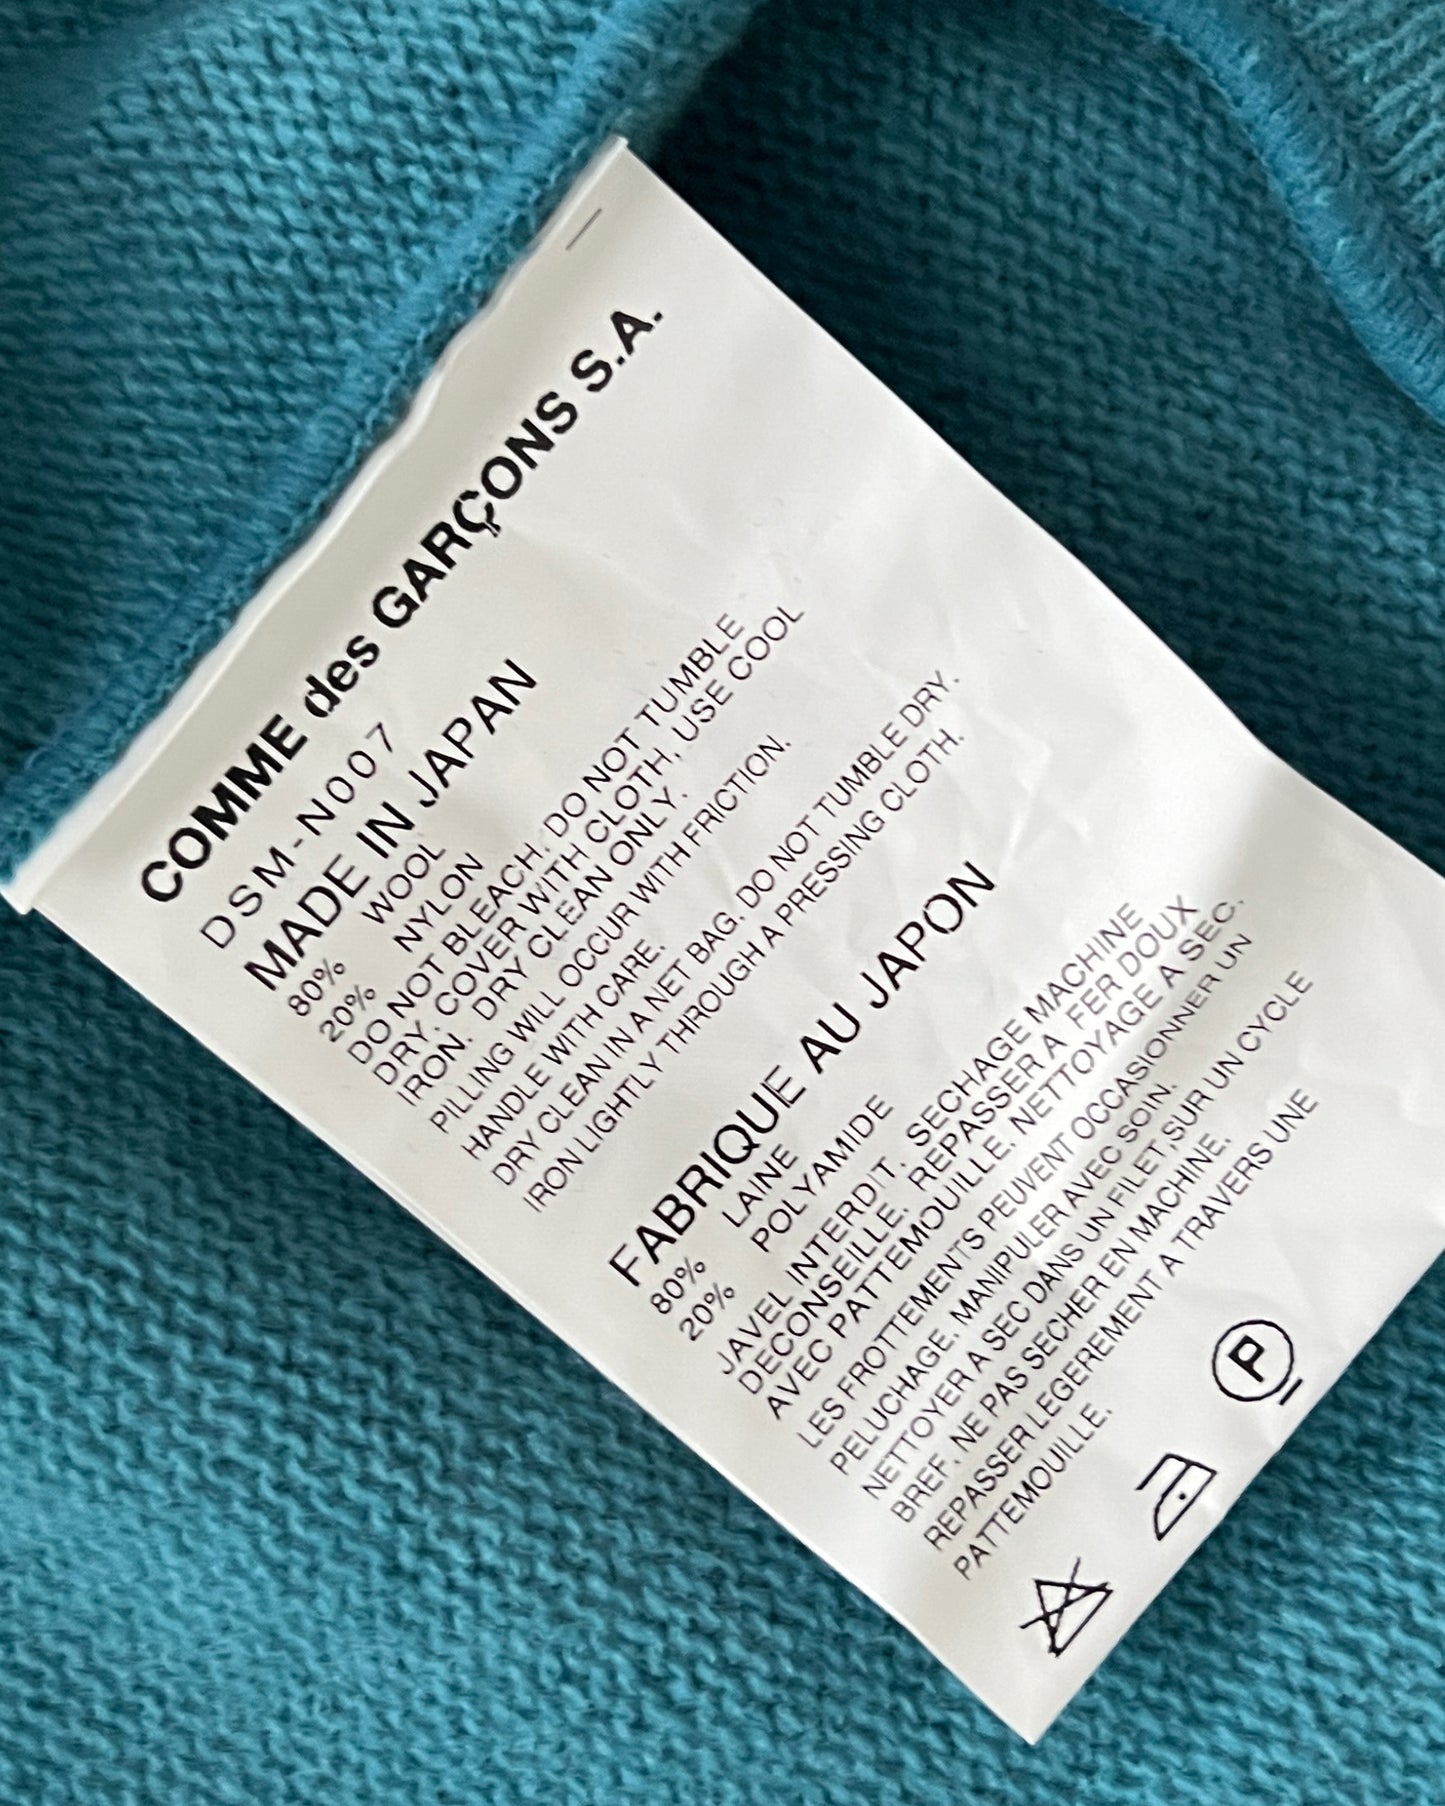 COMME des GARÇONS S.A.
DSM-N007
MADE IN JAPAN
80% WOOL
20% NYLON
DO NOT BLEACH. DO NOT TUMBLE
DRY. COVER WITH CLOTH, USE COOL
IRON. DRY CLEAN ONLY.
PILLING WILL OCCUR WITH FRICTION.
HANDLE WITH CARE.
DRY CLEAN IN A NET BAG. DO NOT TUMBLE DRY.
IRON LIGHTLY THROUGH A PRESSING CLOTH.
FABRIQUE AU JAPON
80% LAINE
20% POLYAMIDE
JAVEL INTERDIT. SECHAGE MACHINE
DECONSEILLE. REPASSER A FER DOUX
AVEC PATTEMOUILLE. NETTOYAGE A SEC.
LES FROTTEMENTS PEUVENT OCCASIONNER UN
PELUCHAGE. MANIPULER AVEC SOIN.
NETTOYER A SEC DANS UN FILET,SUR UN CYCLE
BREF. NE PAS SECHER EN MACHINE.
REPASSER LEGEREMENT A TRAVERS UNE
PATTEMOUILLE.
P